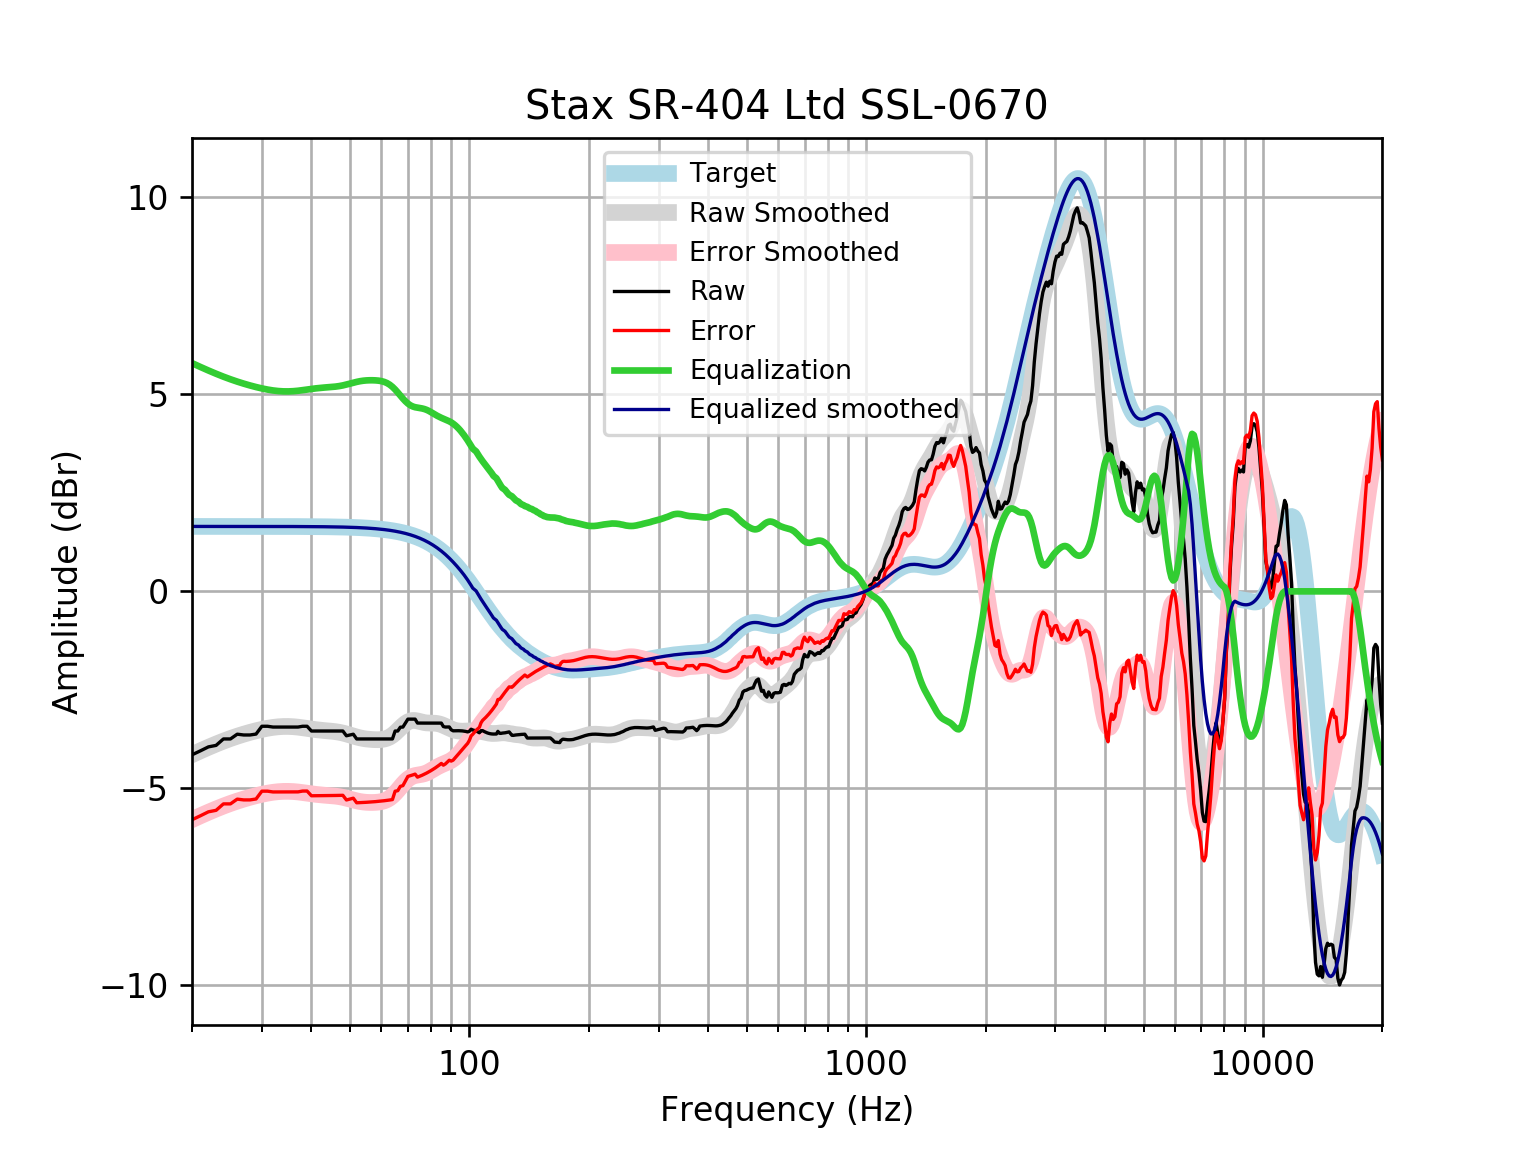 Stax SR-404 Ltd SSL-0670
Target
Raw Smoothed
Error Smoothed
Raw
Error
Equalization
Equalized smoothed
10
5
0
−5
−10
Amplitude (dBr)
100
1000
10000
Frequency (Hz)